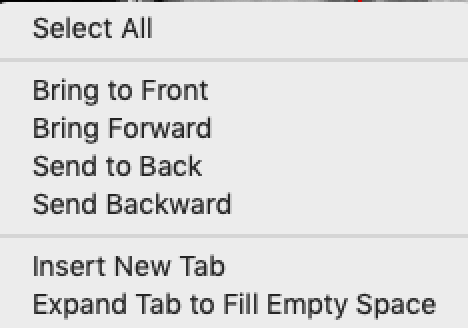 Select All
Bring to Front
Bring Forward
Send to Back
Send Backward
Insert New Tab
Expand Tab to Fill Empty Space